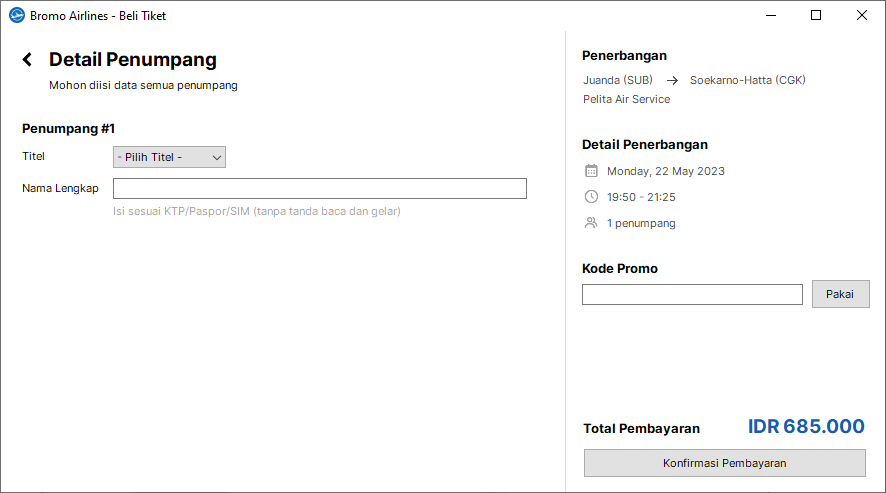 Bromo Airlines - Beli Tiket
Detail Penumpang
Mohon diisi data semua penumpang
Penumpang #1
Titel
- Pilih Titel -
Nama Lengkap
Isi sesuai KTP/Paspor/SIM (tanpa tanda baca dan gelar)
Penerbangan
Juanda (SUB) → Soekarno-Hatta (CGK)
Pelita Air Service
Detail Penerbangan
Monday, 22 May 2023
19:50 - 21:25
1 penumpang
Kode Promo
Pakai
Total Pembayaran IDR 685.000
Konfirmasi Pembayaran